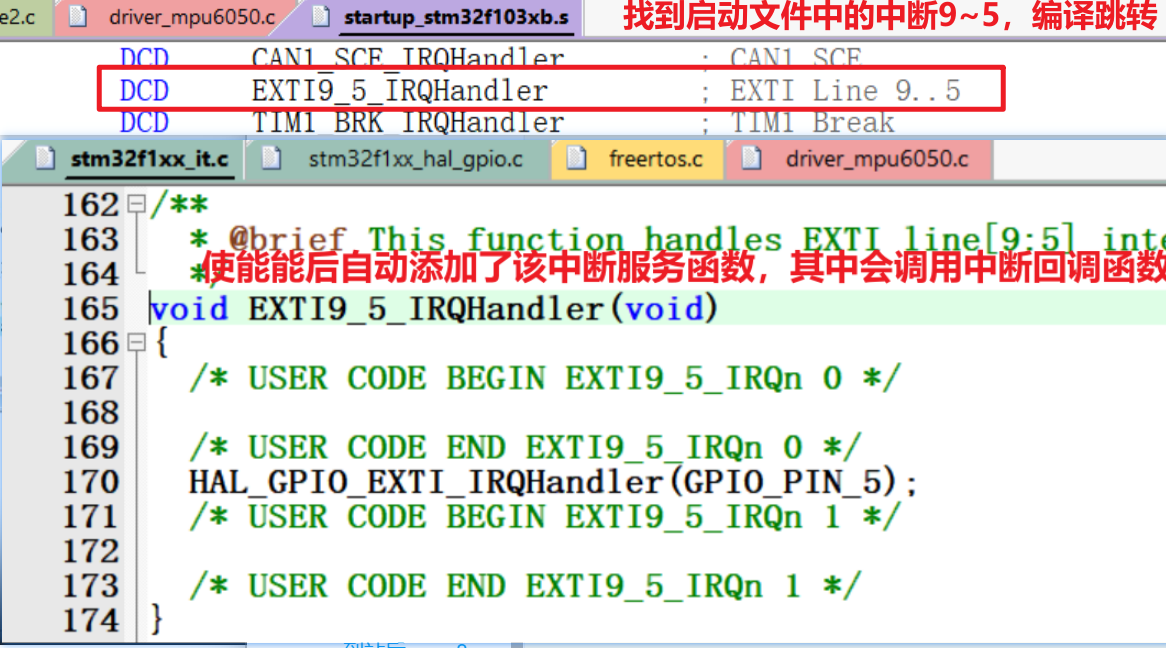 e2.c driver_mpu6050.c startup_stm32f103xb.s 找到启动文件中的中断9~5，编译跳转
DCD CAN1_SCE_IRQHandler ; CAN1 SCE
DCD EXTI9_5_IRQHandler ; EXTI Line 9..5
DCD TIM1_BRK_IRQHandler ; TIM1 Break
stm32f1xx_it.c stm32f1xx_hal_gpio.c freertos.c driver_mpu6050.c
162 /**
163 * @brief This function handles EXTI line[9:5] inte
使能能后自动添加了该中断服务函数，其中会调用中断回调函数
164 *
165 void EXTI9_5_IRQHandler(void)
166 {
167 /* USER CODE BEGIN EXTI9_5_IRQn 0 */
168
169 /* USER CODE END EXTI9_5_IRQn 0 */
170 HAL_GPIO_EXTI_IRQHandler(GPIO_PIN_5);
171 /* USER CODE BEGIN EXTI9_5_IRQn 1 */
172
173 /* USER CODE END EXTI9_5_IRQn 1 */
174 }